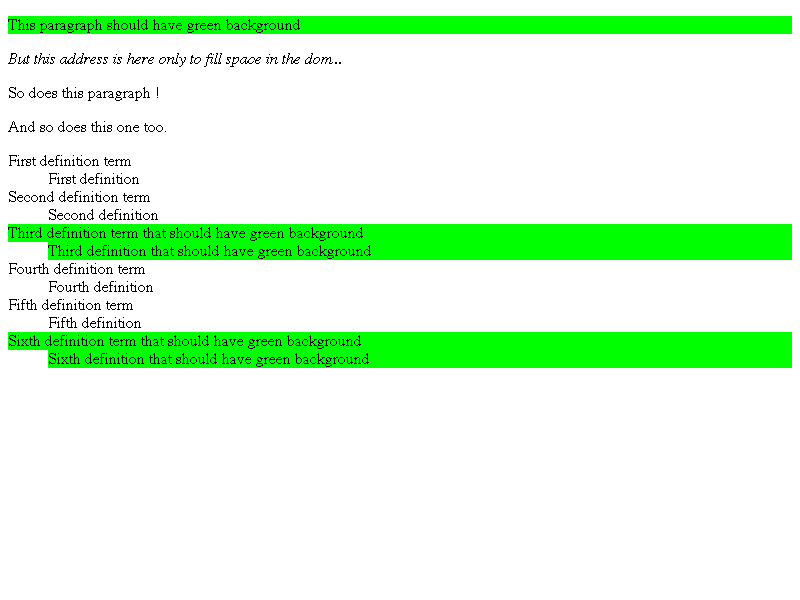 This paragraph should have green background
But this address is here only to fill space in the dom...
So does this paragraph !
And so does this one too.
First definition term
First definition
Second definition term
Second definition
Third definition term that should have green background
Third definition that should have green background
Fourth definition term
Fourth definition
Fifth definition term
Fifth definition
Sixth definition term that should have green background
Sixth definition that should have green background